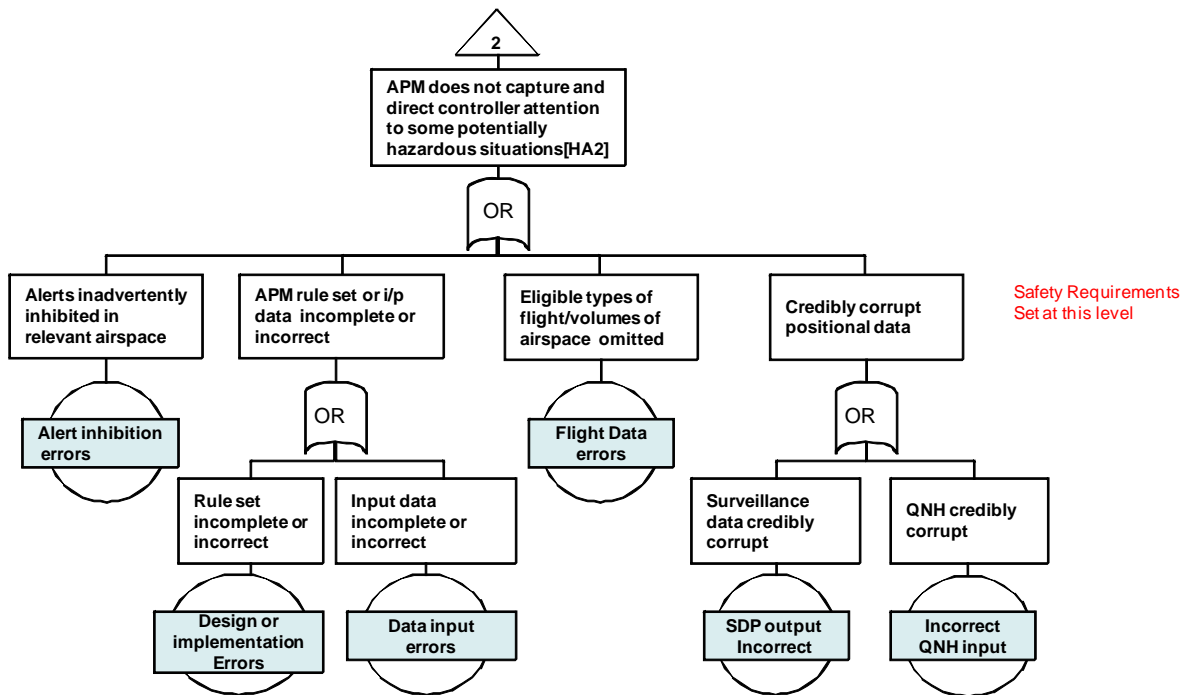 2
APM does not capture and
direct controller attention
to some potentially
hazardous situations[HA2]
OR
Alerts inadvertently
inhibited in
relevant airspace
APM rule set or i/p
data incomplete or
incorrect
Eligible types of
flight/volumes of
airspace omitted
Credibly corrupt
positional data
Safety Requirements
Set at this level
Alert inhibition
errors
OR
Flight Data
errors
OR
Rule set
incomplete or
incorrect
Input data
incomplete or
incorrect
Surveillance
data credibly
corrupt
QNH credibly
corrupt
Design or
implementation
Errors
Data input
errors
SDP output
Incorrect
Incorrect
QNH input